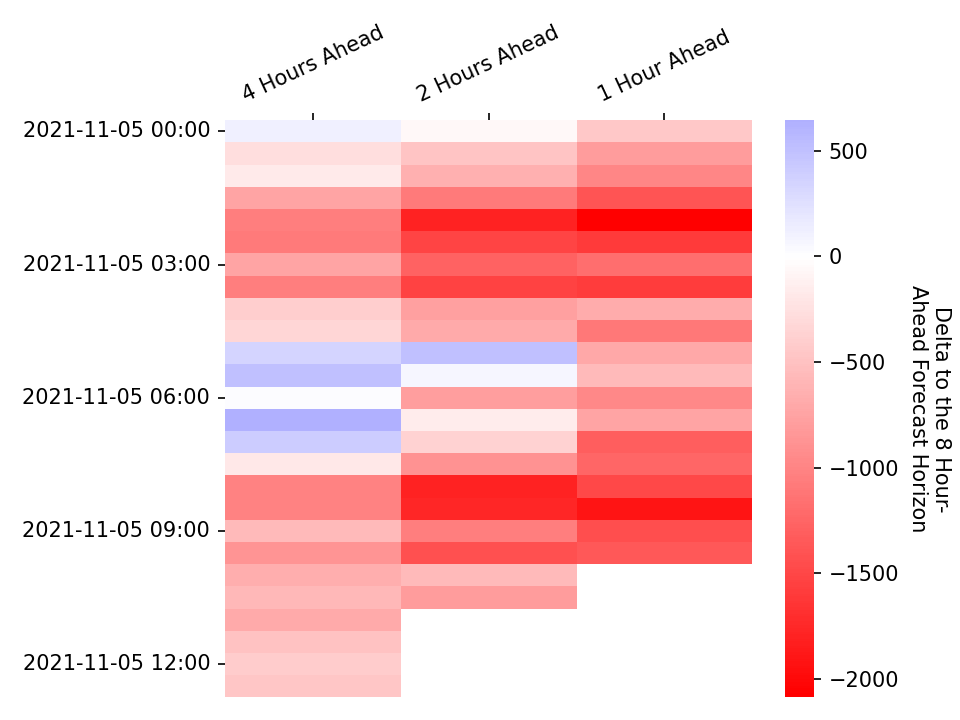 4 Hours Ahead
2 Hours Ahead
1 Hour Ahead
2021-11-05 00:00
2021-11-05 03:00
2021-11-05 06:00
2021-11-05 09:00
2021-11-05 12:00
500
0
−500
−1000
−1500
−2000
Delta to the 8 Hour-
Ahead Forecast Horizon